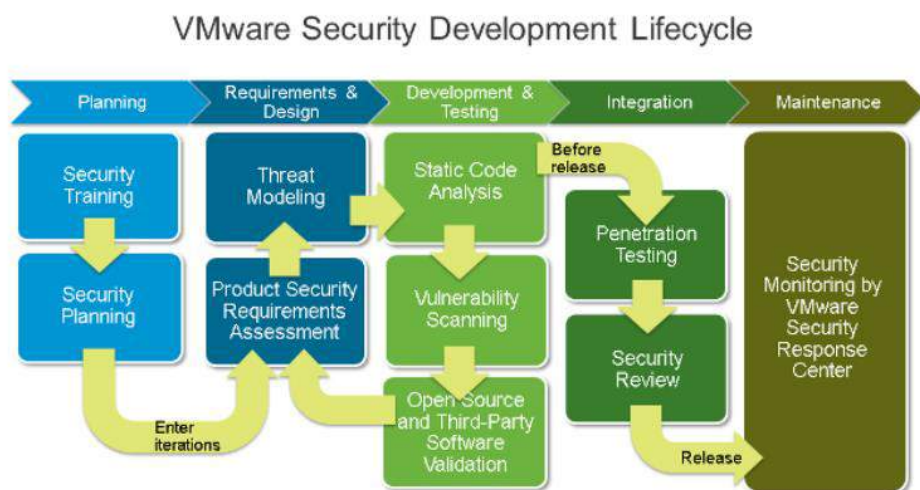 VMware Security Development Lifecycle
Planning
Requirements &
Design
Development &
Testing
Integration
Maintenance
Security
Training
Security
Planning
Enter
iterations
Threat
Modeling
Product Security
Requirements
Assessment
Static Code
Analysis
Vulnerability
Scanning
Open Source
and Third-Party
Software
Validation
Before
release
Penetration
Testing
Security
Review
Release
Security
Monitoring by
VMware
Security
Response
Center